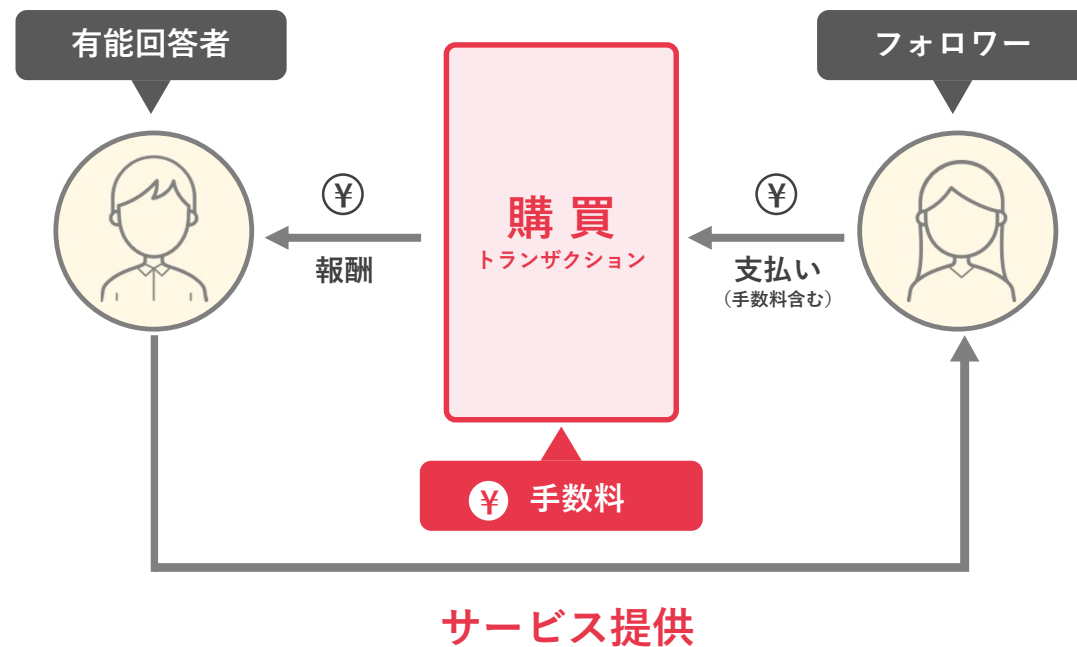 有能回答者
フォロワー
¥
¥
購買
トランザクション
報酬
支払い
（手数料含む）
¥ 手数料
サービス提供